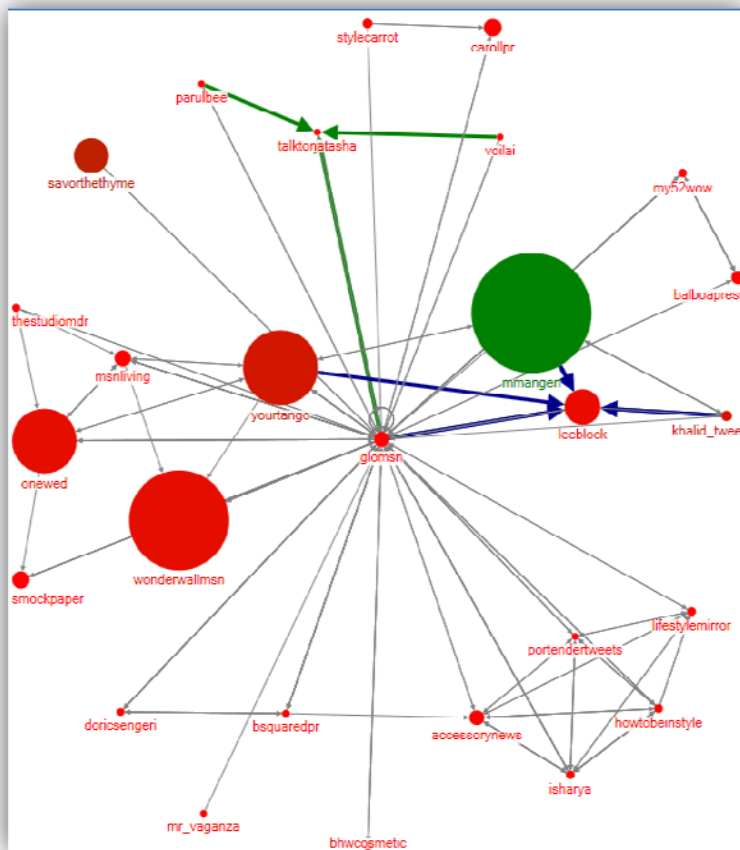 stylecarrot
carollpr
parulbee
talktonatasha
voilai
savorthethyme
my52wow
balboapres
thestudiomdr
msnliving
mmangen
yourtango
lccblock
khalid_twee
glomsn
onewed
wonderwallmsn
smockpaper
lifestylemirror
portendertweets
doricsengeri
bsquaredpr
accessorynews
howtobeinstyle
isharya
mr_vaganza
bhwcosmetic